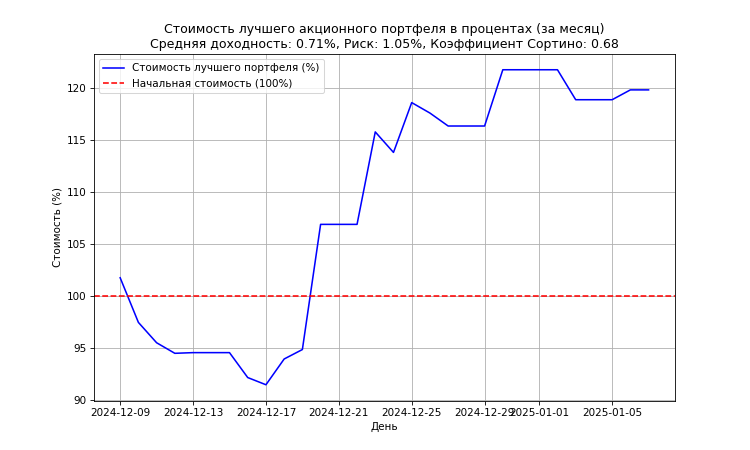 Стоимость лучшего акционного портфеля в процентах (за месяц)
Средняя доходность: 0.71%, Риск: 1.05%, Коэффициент Сортино: 0.68
Стоимость лучшего портфеля (%)
Начальная стоимость (100%)
Стоимость (%)
120
115
110
105
100
95
90
2024-12-09 2024-12-13 2024-12-17 2024-12-21 2024-12-25 2024-12-29 2025-01-01 2025-01-05
День